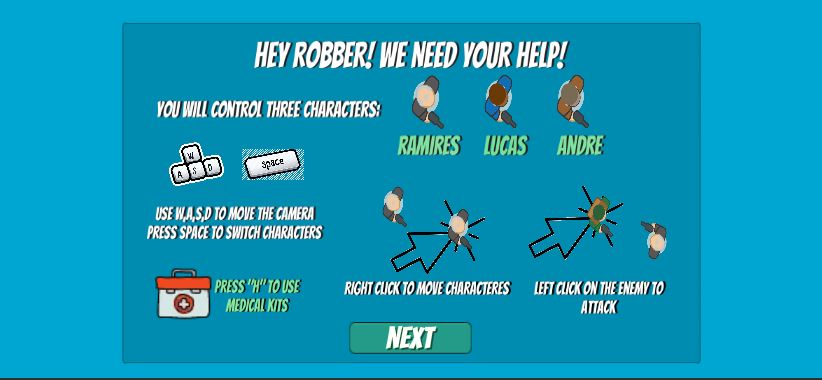 HEY ROBBER! WE NEED YOUR HELP!
YOU WILL CONTROL THREE CHARACTERS:
RAMIRES LUCAS ANDRE
W
A S D
space
USE W,A,S,D TO MOVE THE CAMERA
PRESS SPACE TO SWITCH CHARACTERS
PRESS "H" TO USE
MEDICAL KITS
RIGHT CLICK TO MOVE CHARACTERES
LEFT CLICK ON THE ENEMY TO
ATTACK
NEXT